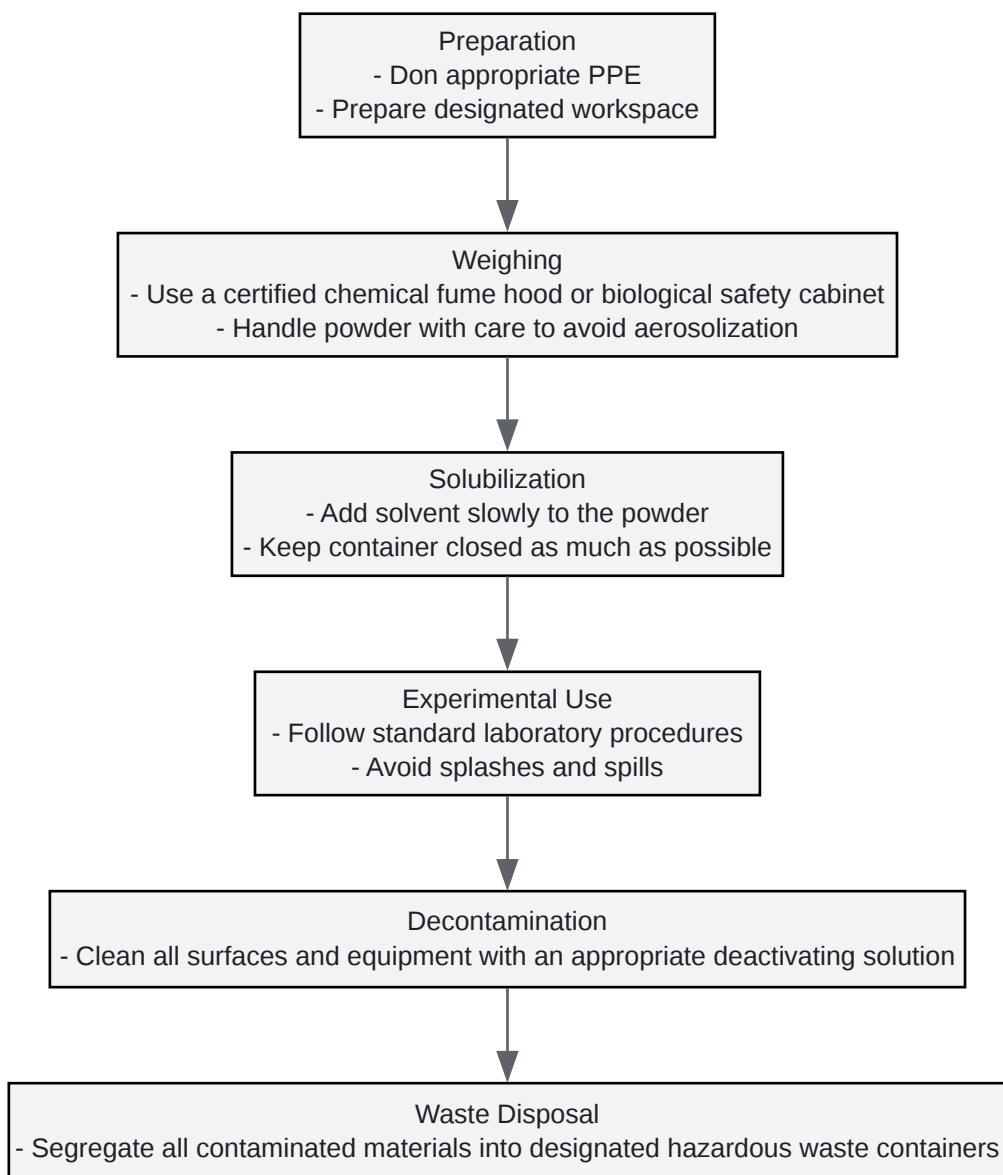 Preparation
- Don appropriate PPE
- Prepare designated workspace
Weighing
- Use a certified chemical fume hood or biological safety cabinet
- Handle powder with care to avoid aerosolization
Solubilization
- Add solvent slowly to the powder
- Keep container closed as much as possible
Experimental Use
- Follow standard laboratory procedures
- Avoid splashes and spills
Decontamination
- Clean all surfaces and equipment with an appropriate deactivating solution
Waste Disposal
- Segregate all contaminated materials into designated hazardous waste containers